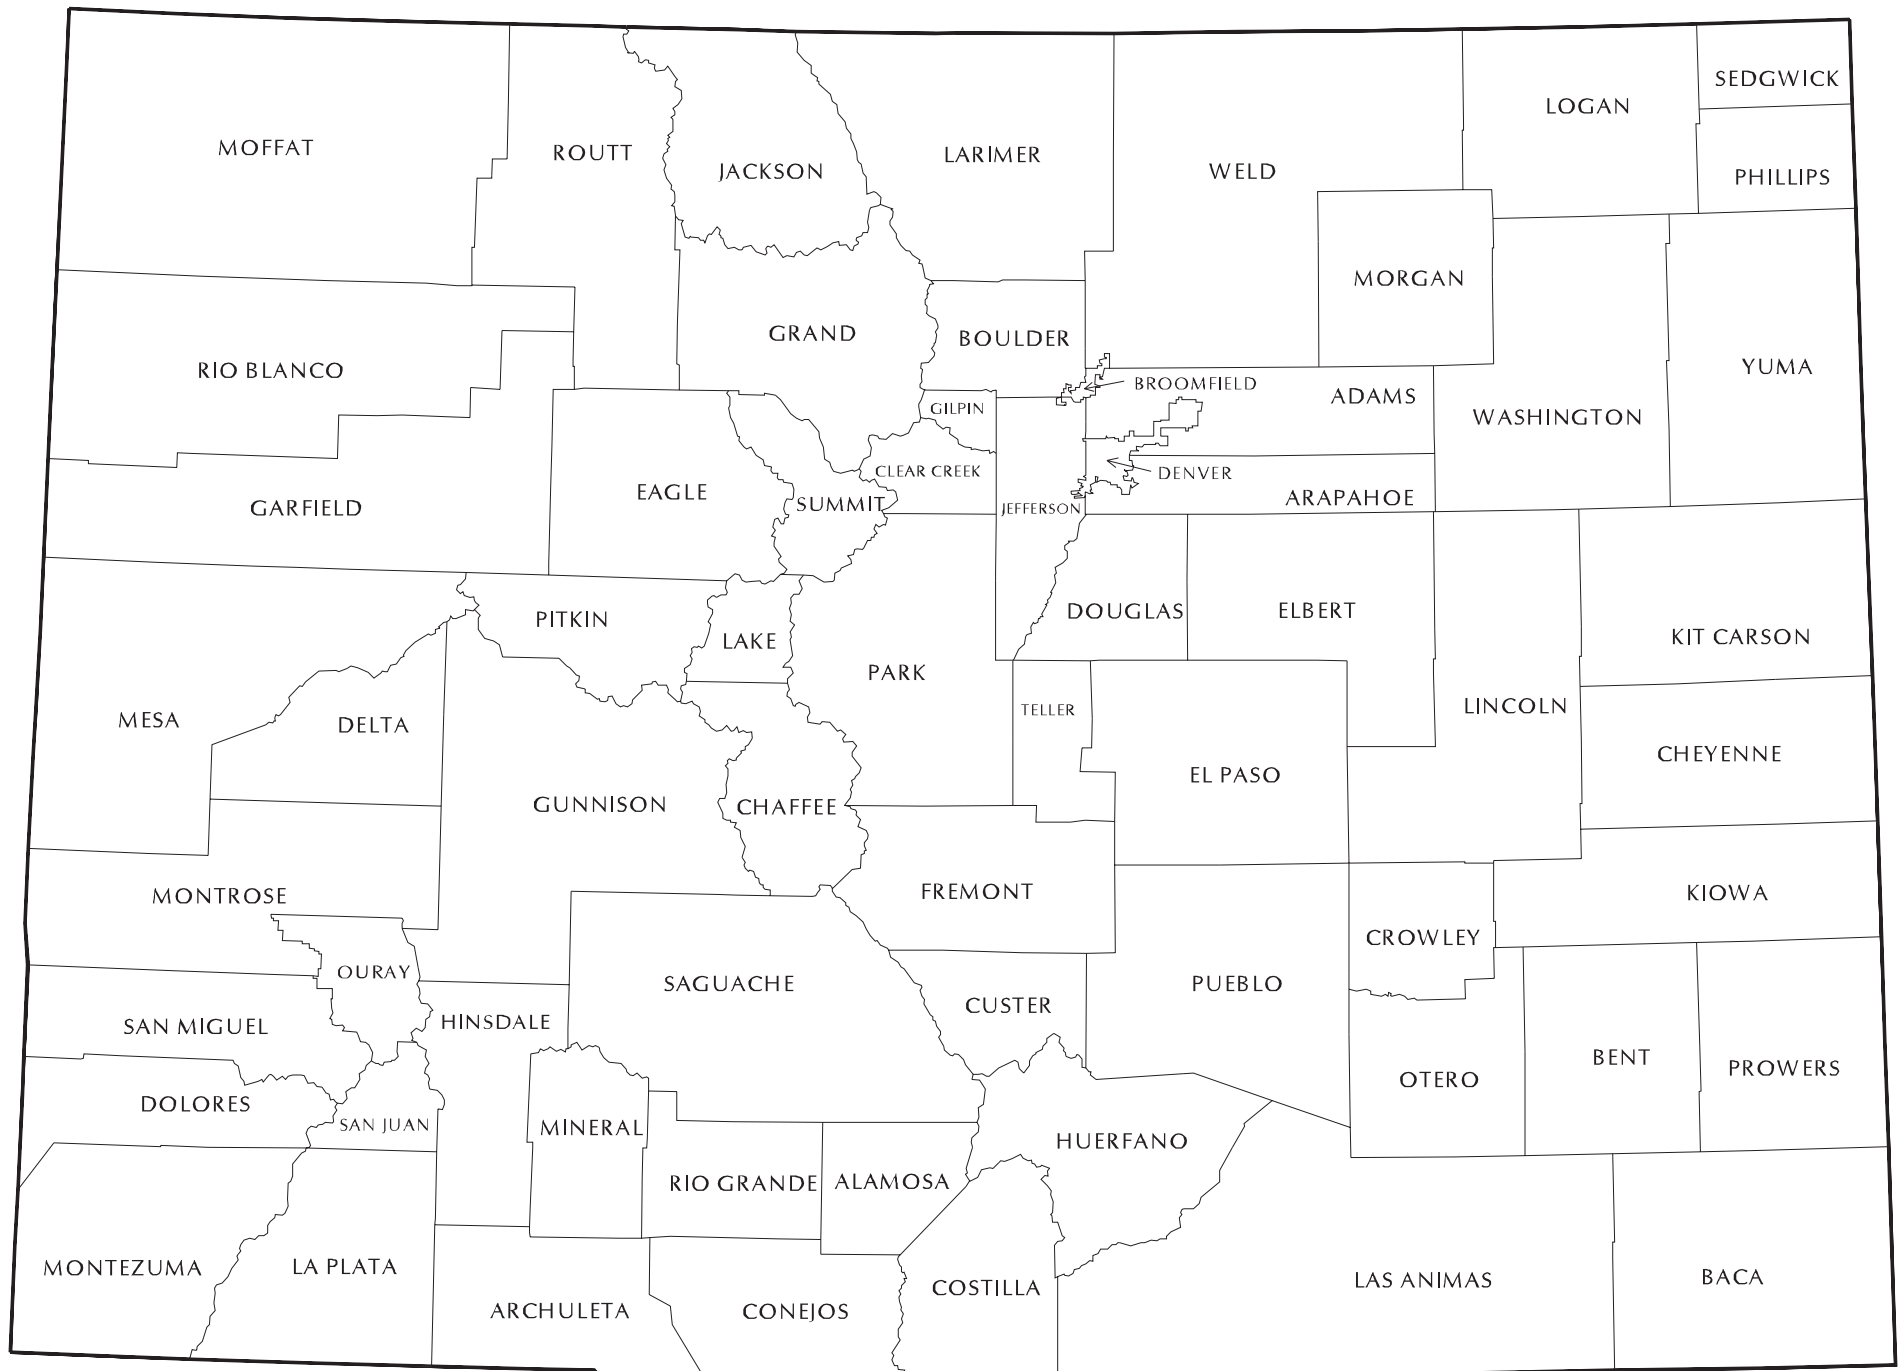 SEDGWICK
LOGAN
MOFFAT
ROUTT
LARIMER
JACKSON
WELD
PHILLIPS
MORGAN
GRAND
BOULDER
RIO BLANCO
YUMA
BROOMFIELD
ADAMS
GILPIN
WASHINGTON
CLEAR CREEK
DENVER
EAGLE
SUMMIT
ARAPAHOE
GARFIELD
JEFFERSON
PITKIN
DOUGLAS
ELBERT
LAKE
KIT CARSON
PARK
MESA
DELTA
TELLER
LINCOLN
CHEYENNE
EL PASO
GUNNISON
CHAFFEE
MONTROSE
FREMONT
KIOWA
CROWLEY
OURAY
SAGUACHE
PUEBLO
CUSTER
SAN MIGUEL
HINSDALE
BENT
PROWERS
OTERO
DOLORES
SAN JUAN
MINERAL
HUERFANO
RIO GRANDE
ALAMOSA
MONTEZUMA
LA PLATA
COSTILLA
LAS ANIMAS
BACA
ARCHULETA
CONEJOS